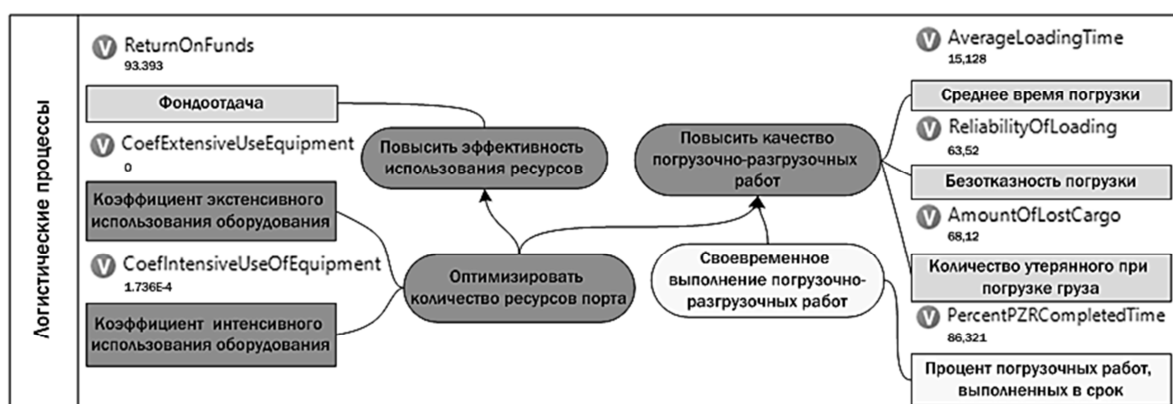 Логистические процессы
V ReturnOnFunds
93.393
Фондоотдача
V CoefExtensiveUseEquipment
0
Коэффициент экстенсивного
использования оборудования
V CoefIntensiveUseOfEquipment
1.736E-4
Коэффициент интенсивного
использования оборудования
Повысить эффективность
использования ресурсов
Оптимизировать
количество ресурсов порта
Повысить качество
погрузочно-разгрузочных
работ
Своевременное
выполнение погрузочно-
разгрузочных работ
V AverageLoadingTime
15,128
Среднее время погрузки
V ReliabilityOfLoading
63,52
Безотказность погрузки
V AmountOfLostCargo
68,12
Количество утерянного при
погрузке груза
V PercentPZRCompletedTime
86,321
Процент погрузочных работ,
выполненных в срок